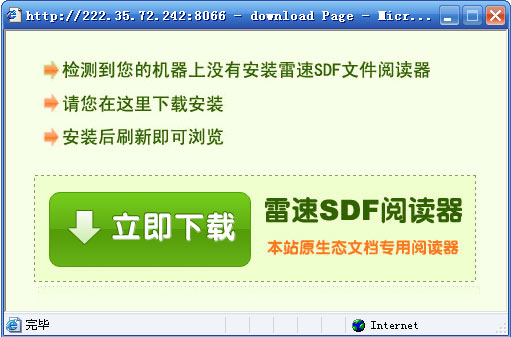 http://222.35.72.242:8066 - download Page - Micr...
检测到您的机器上没有安装雷速SDF文件阅读器
请您在这里下载安装
安装后刷新即可浏览
立即下载
雷速SDF阅读器
本站原生态文档专用阅读器
完毕
Internet